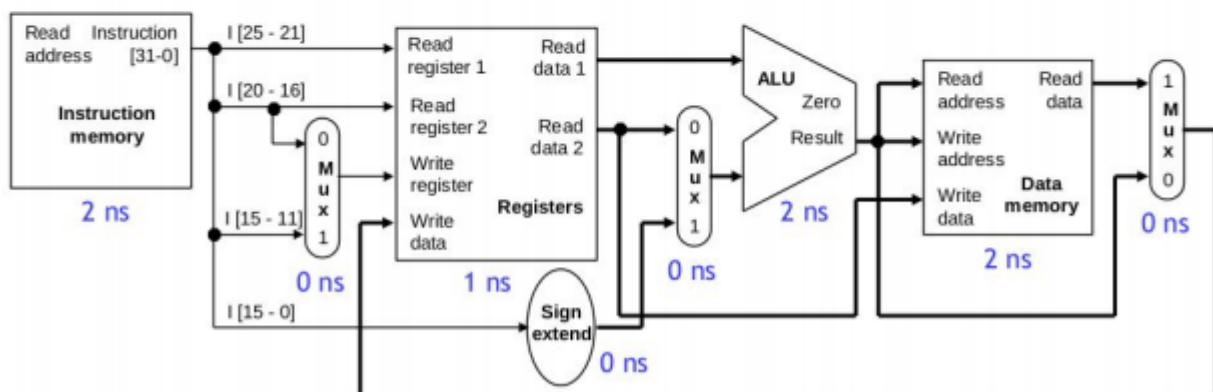 Read address
Instruction [31-0]
Instruction memory
2 ns
I [25 - 21]
I [20 - 16]
I [15 - 11]
I [15 - 0]
0
Mux
1
0 ns
Read register 1
Read register 2
Write register
Write data
Read data 1
Read data 2
Registers
1 ns
Sign extend
0 ns
0
Mux
1
0 ns
ALU
Zero
Result
2 ns
Read address
Write address
Write data
Read data
Data memory
2 ns
1
Mux
0
0 ns